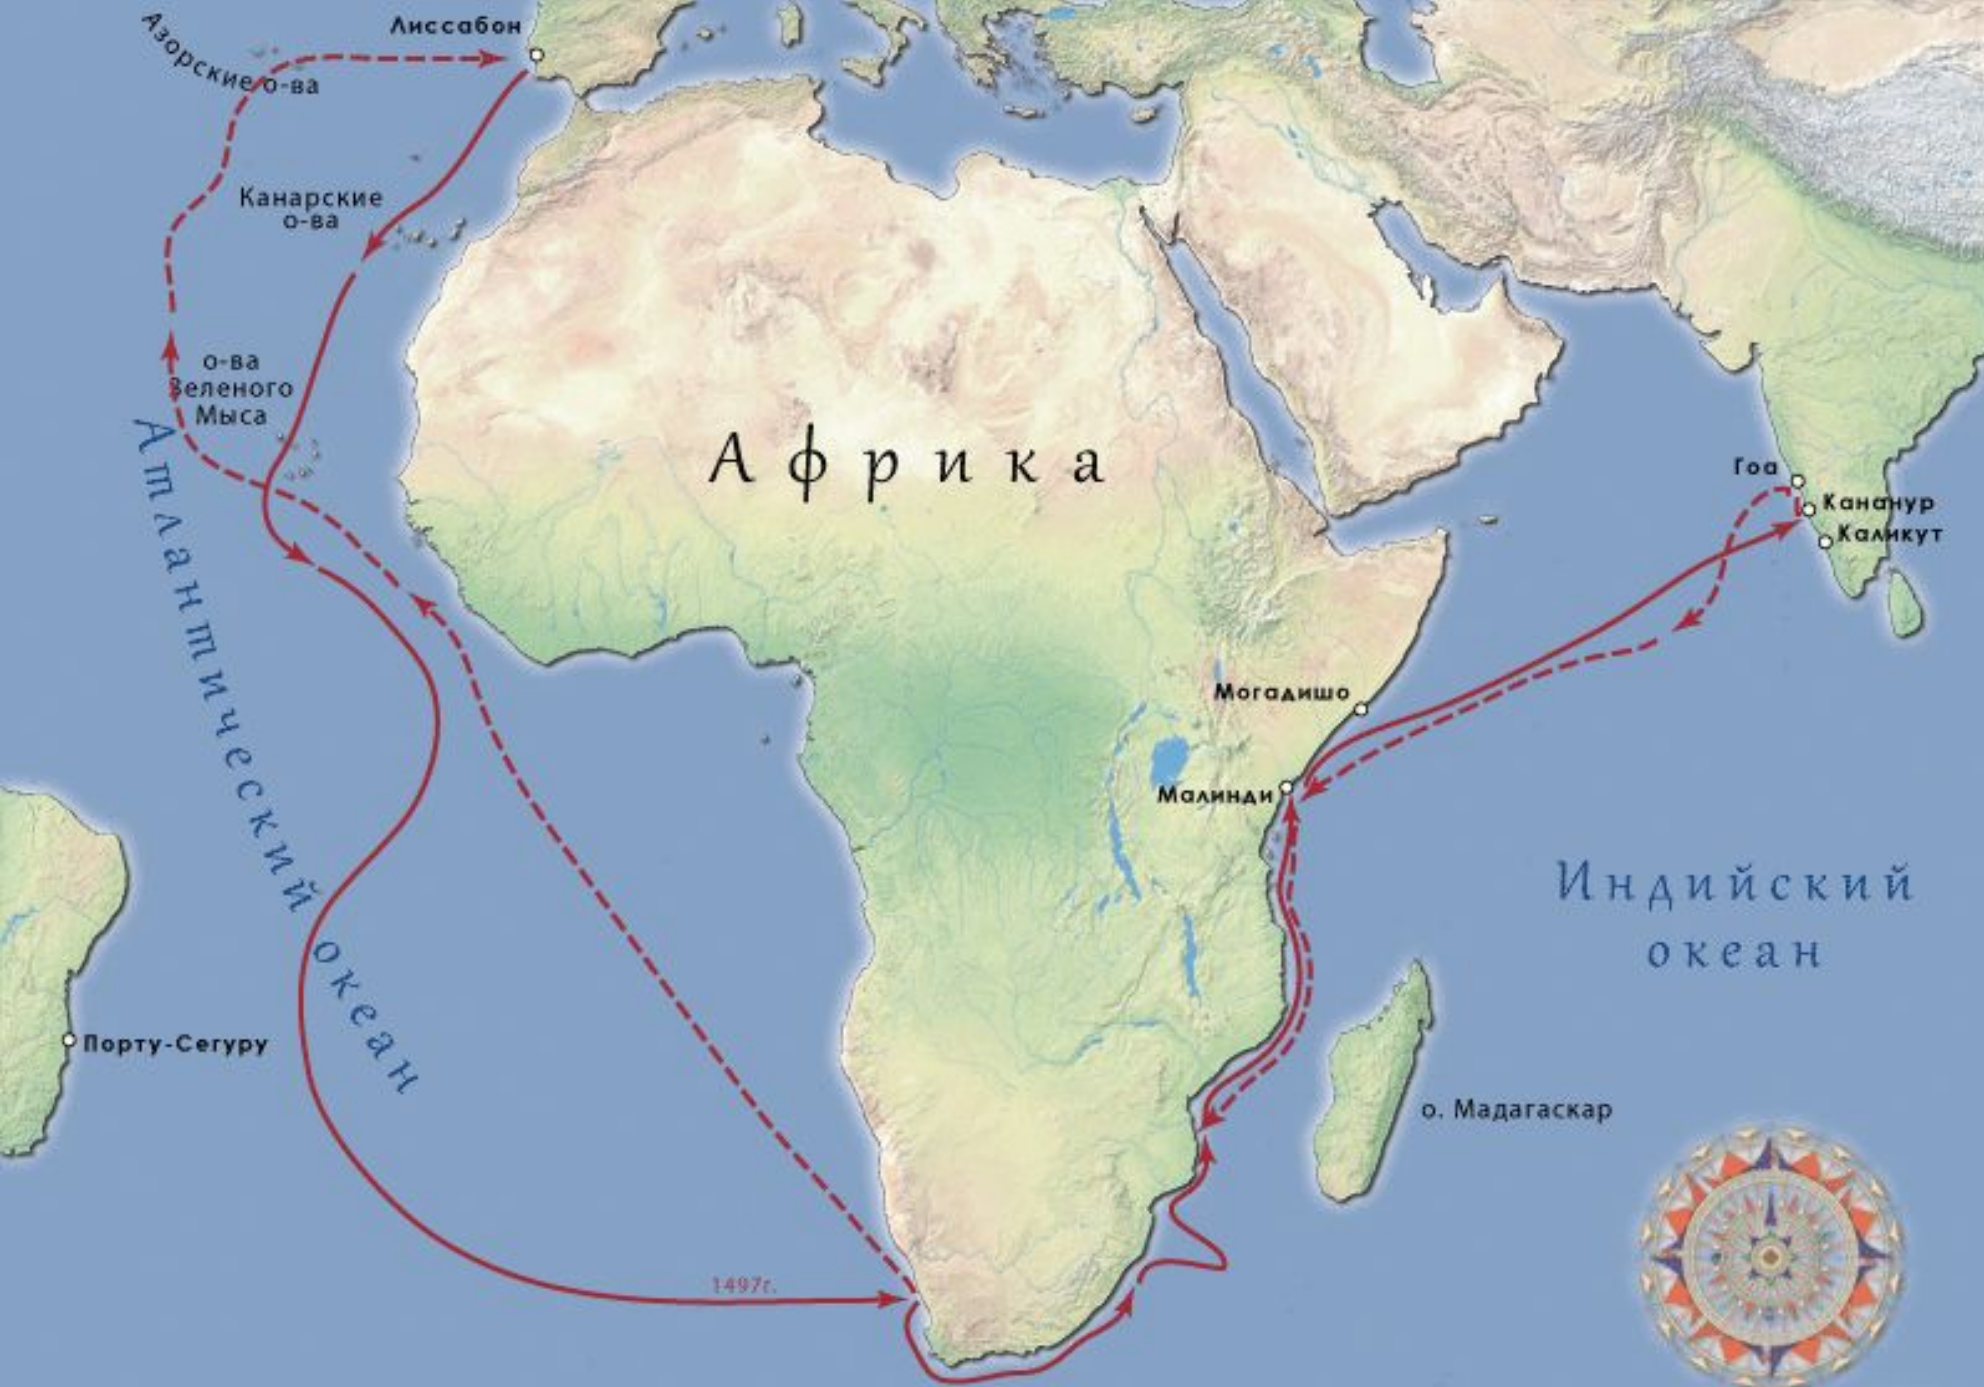 Лиссабон
Азорские о-ва
Канарские
о-ва
о-ва
Зеленого
Мыса
Атлантический океан
Африка
Гоа
Кананур
Каликут
Могадишо
Малинди
Индийский
океан
Порту-Сегуру
о. Мадагаскар
1497г.